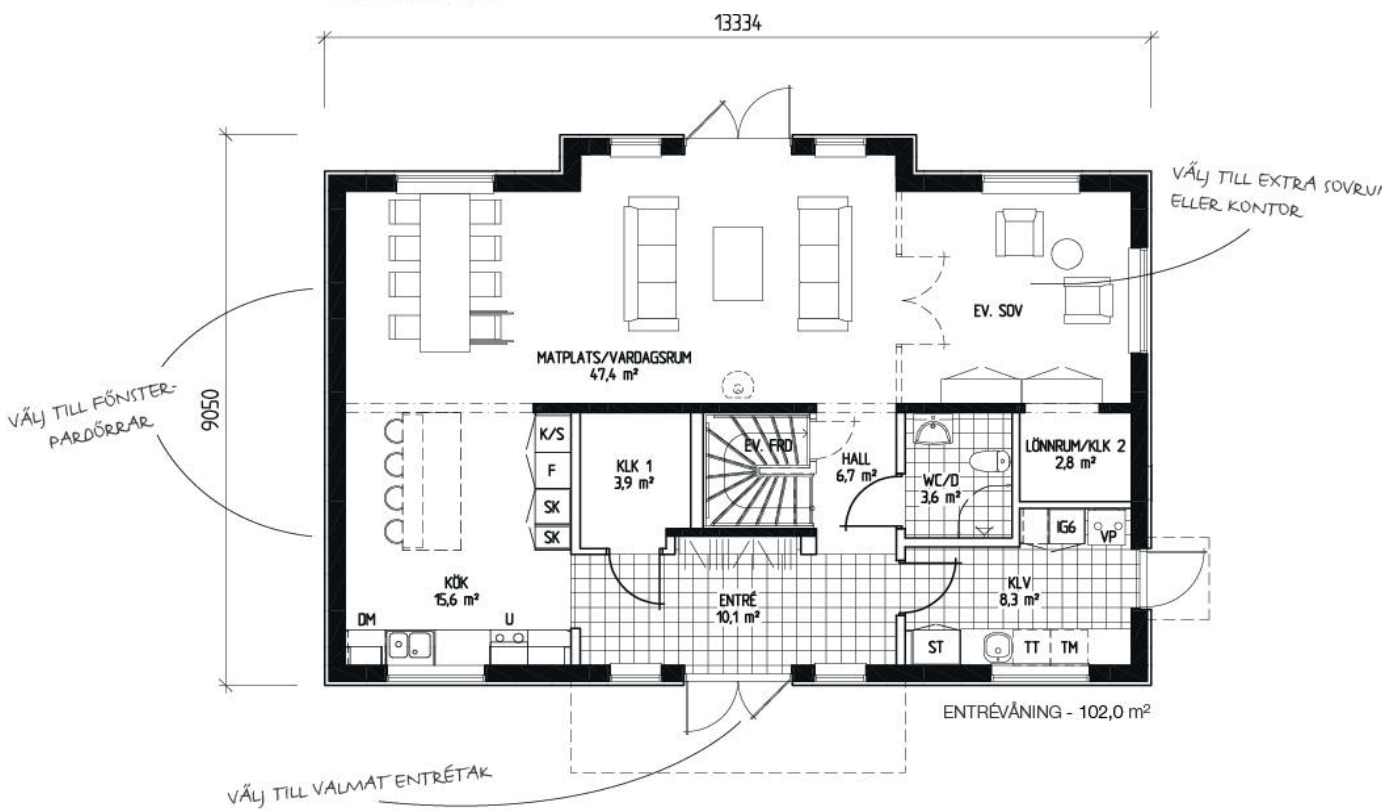 13334
VÄLJ TILL EXTRA SOVRUM
ELLER KONTOR
9050
EV. SOV
MATPLATS/VARDAGSRUM
47,4 m²
VÄLJ TILL FÖNSTER-
PARDÖRRAR
K/S
F
SK
SK
KLK 1
3,9 m²
EV. FRD
HALL
6,7 m²
WC/D
3,6 m²
LÖNNRUM/KLK 2
2,8 m²
IG6
VP
KÖK
15,6 m²
ENTRÉ
10,1 m²
KLV
8,3 m²
DM
U
ST
TT
TM
ENTRÉVÅNING - 102,0 m²
VÄLJ TILL VALMAT ENTRÉTAK